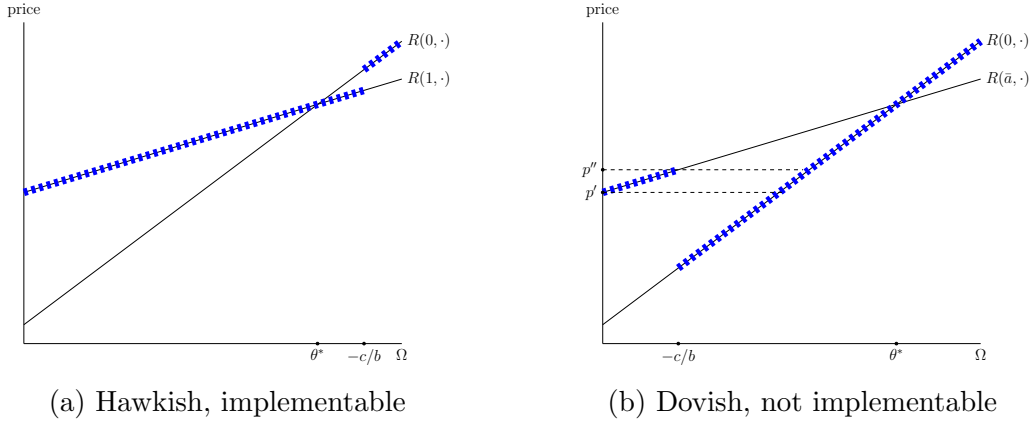 price
R(0, ·)
R(1, ·)
θ*
−c/b
Ω
(a) Hawkish, implementable
price
R(0, ·)
R(ā, ·)
p′′
p′
−c/b
θ*
Ω
(b) Dovish, not implementable